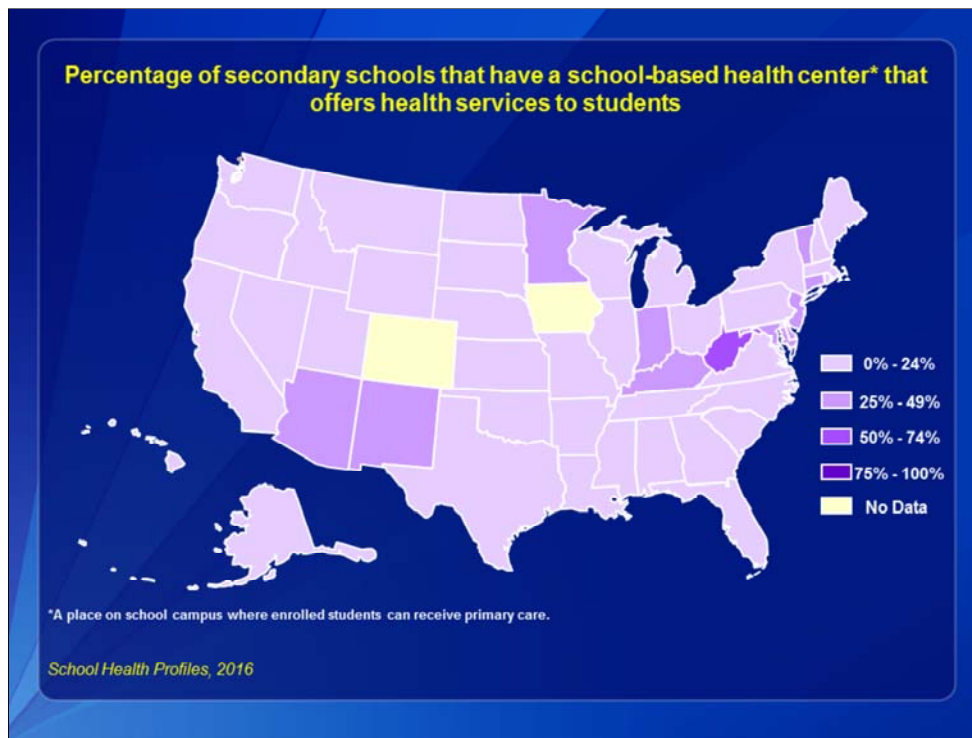 Percentage of secondary schools that have a school-based health center* that
offers health services to students
0% - 24%
25% - 49%
50% - 74%
75% - 100%
No Data
*A place on school campus where enrolled students can receive primary care.
School Health Profiles, 2016